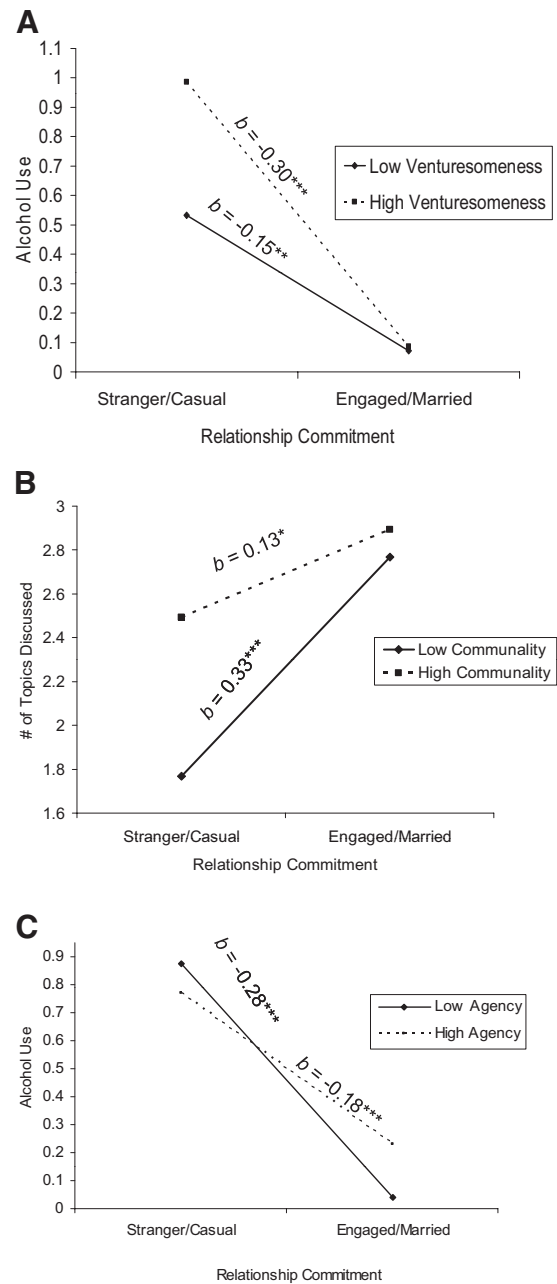 A
1.1
1
0.9
0.8
0.7
0.6
0.5
0.4
0.3
0.2
0.1
0
Alcohol Use
b = -0.30***
b = -0.15**
Low Venturesomeness
High Venturesomeness
Stranger/Casual Engaged/Married
Relationship Commitment
B
3
2.8
2.6
2.4
2.2
2
1.8
1.6
# of Topics Discussed
b = 0.13*
b = 0.33***
Low Communality
High Communality
Stranger/Casual Engaged/Married
Relationship Commitment
C
0.9
0.8
0.7
0.6
0.5
0.4
0.3
0.2
0.1
0
Alcohol Use
b = -0.28***
b = -0.18***
Low Agency
High Agency
Stranger/Casual Engaged/Married
Relationship Commitment